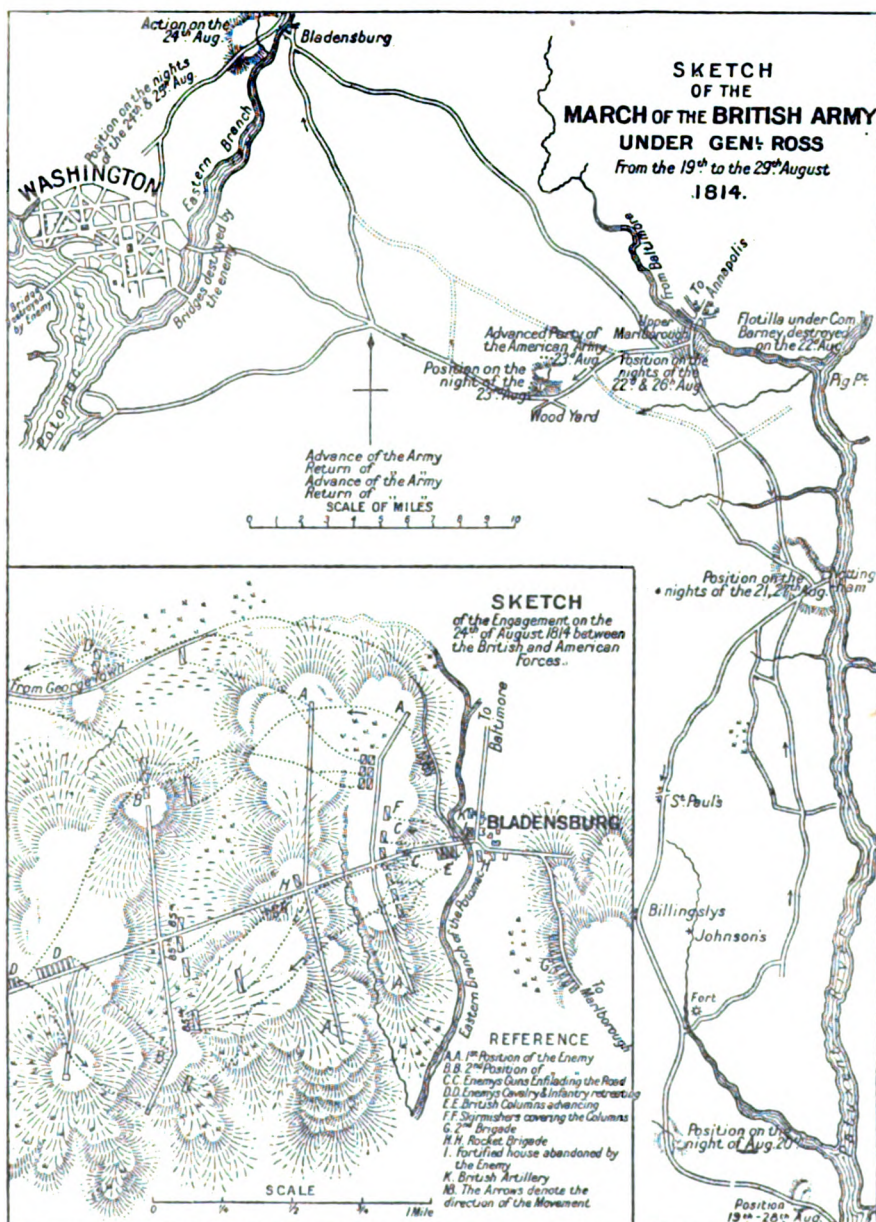 SKETCH
OF THE
MARCH OF THE BRITISH ARMY
UNDER GENL ROSS
From the 19th to the 29th August
1814.
Action on the
24th Aug.
Bladensburg
Position on the nights
of the 24th & 25th Aug.
WASHINGTON
Eastern Branch
Bridges destroyed by
the enemy
Bridge
destroyed
by Enemy
Potomac River
from Baltimore
To
Annapolis
Upper
Marlborough
Flotilla under Com.
Barney, destroyed
on the 22d Aug.
Pig Pt.
Advanced Party of
the American Army
23d Aug.
Position on the
nights of the
22d & 26th Aug.
Position on the
night of the
23d Aug.
Wood Yard
Advance of the Army
Return of " "
Advance of the Army
Return of " "
SCALE OF MILES
0 1 2 3 4 5 6 7 8 9 10
Position on the
nights of the 21, 27th Aug.
Notting
ham
St. Paul's
Billingslys
Johnson's
Fort
Position on the
night of Aug. 20th
Position
19th-28th Aug.
SKETCH
of the Engagement on the
24th of August 1814 between
the British and American
Forces.
From George Town
To
Baltimore
BLADENSBURG
Eastern Branch of the Potomac
To
Marlborough
D
A
A
B
F
C
C
K
E
H
G
D
D
85th
85th
A
A
REFERENCE
A.A. 1st Position of the Enemy
B.B. 2nd Position of
C.C. Enemys Guns Enfilading the Road
D.D. Enemys Cavalry & Infantry retreating
E.E. British Columns advancing
F.F. Skirmishers covering the Columns
G. 2nd Brigade
H.H. Rocket Brigade
I. Fortified house abandoned by
the Enemy
K. British Artillery
NB. The Arrows denote the
direction of the Movement
SCALE
0 1/4 1/2 3/4 1 Mile